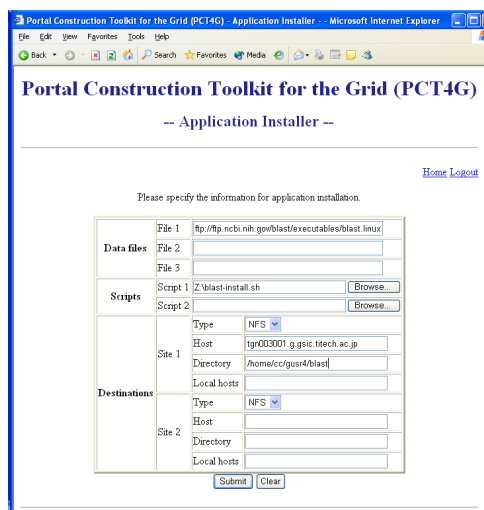 Portal Construction Toolkit for the Grid (PCT4G) - Application Installer - - Microsoft Internet Explorer
File Edit View Favorites Tools Help
Back Search Favorites Media
Portal Construction Toolkit for the Grid (PCT4G)
-- Application Installer --
Home Logout
Please specify the information for application installation.
Data files
File 1 ftp://ftp.ncbi.nih.gov/blast/executables/blast.linux
File 2
File 3
Scripts
Script 1 Z:\blast-install.sh Browse...
Script 2 Browse...
Destinations
Site 1
Type NFS
Host tgn003001.g.gsic.titech.ac.jp
Directory /home/cc/gusr4/blast
Local hosts
Site 2
Type NFS
Host
Directory
Local hosts
Submit Clear